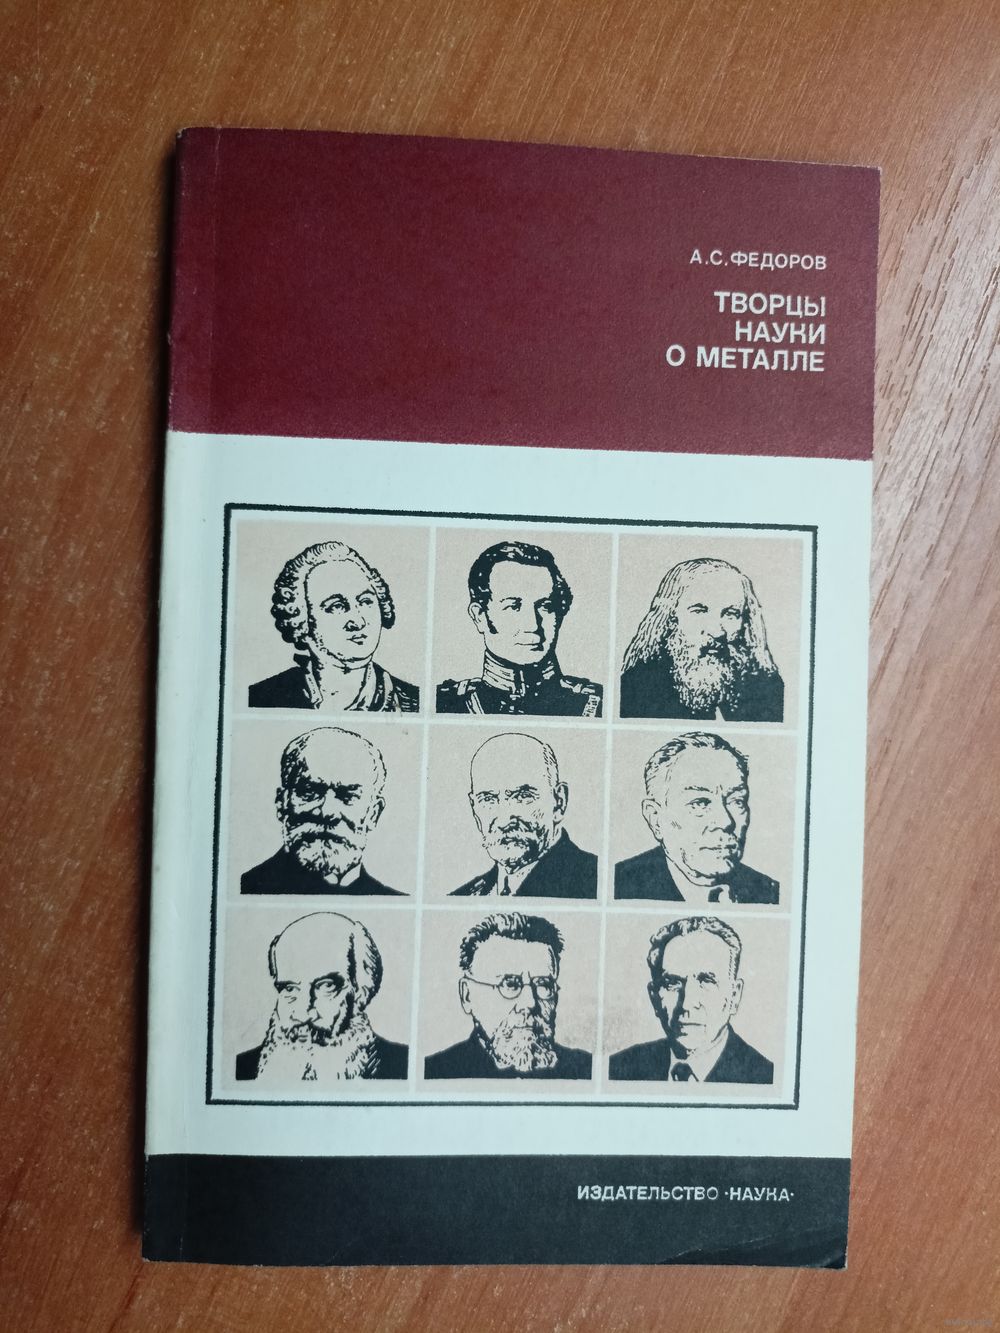 А.С.ФЕДОРОВ
ТВОРЦЫ
НАУКИ
О МЕТАЛЛЕ
ИЗДАТЕЛЬСТВО ·НАУКА·